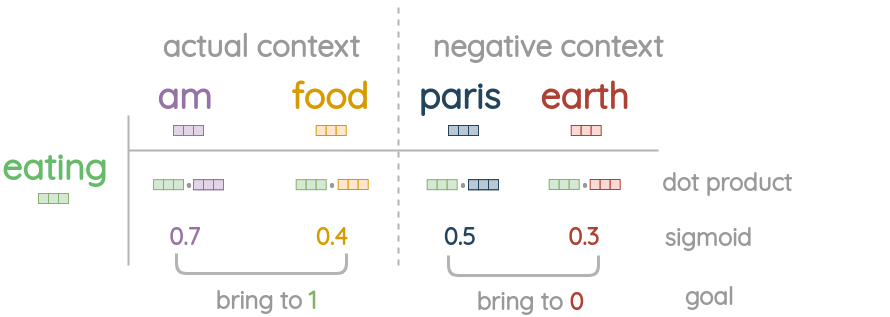 actual context negative context
am food paris earth
eating
dot product
0.7 0.4 0.5 0.3 sigmoid
bring to 1 bring to 0 goal